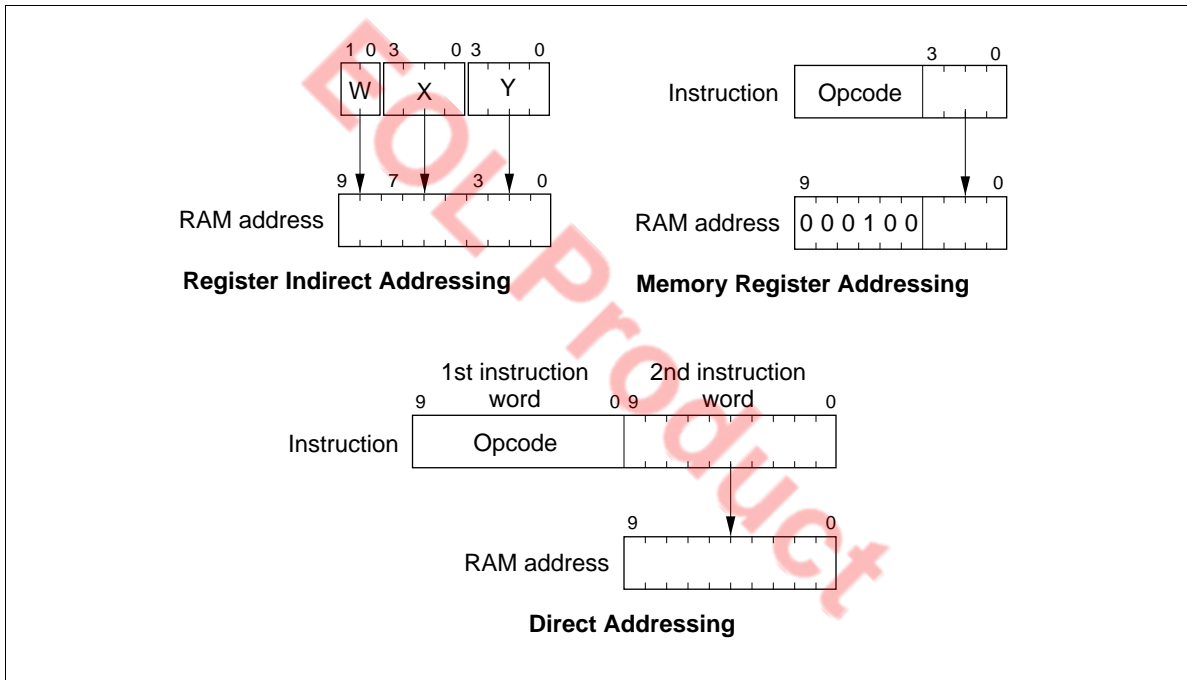 1 0 3 0 3 0
W X Y
9 7 3 0
RAM address
Register Indirect Addressing
3 0
Instruction Opcode
9 0
RAM address 0 0 0 1 0 0
Memory Register Addressing
1st instruction word
2nd instruction word
9 0 9 0
Instruction Opcode
9 0
RAM address
Direct Addressing
EOL Product